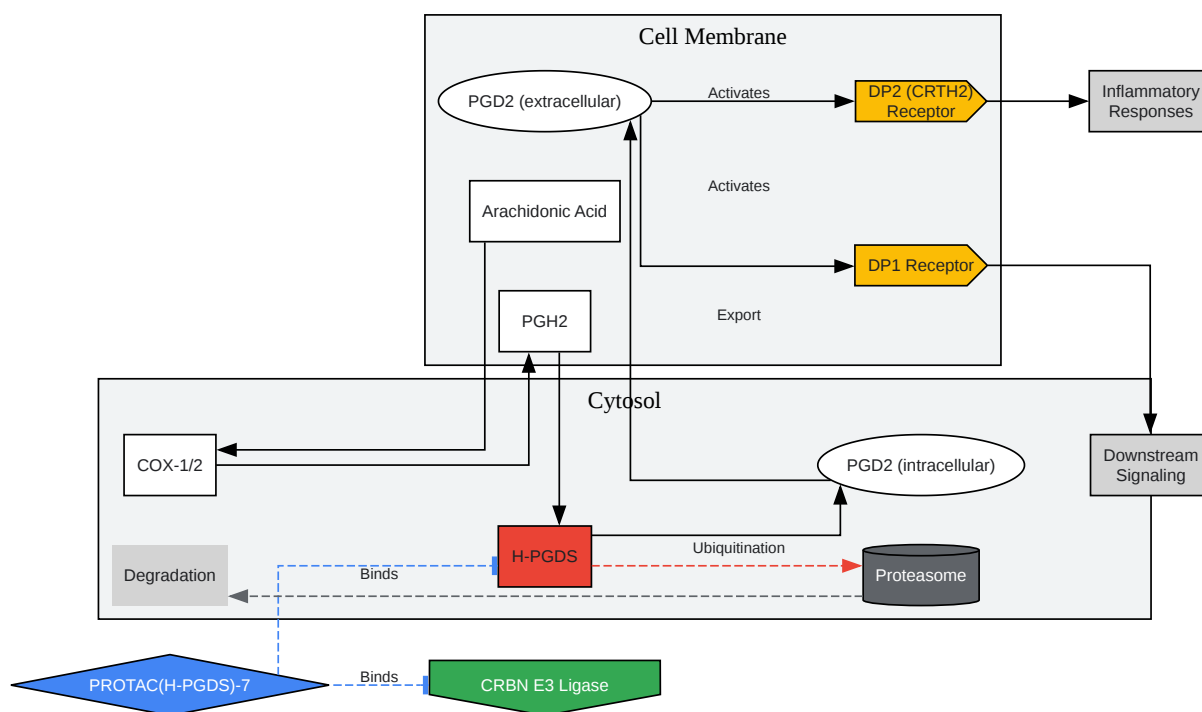 Cell Membrane
PGD2 (extracellular)
Activates
DP2 (CRTH2)
Receptor
Inflammatory
Responses
Activates
Arachidonic Acid
DP1 Receptor
PGH2
Export
Cytosol
COX-1/2
PGD2 (intracellular)
Downstream
Signaling
H-PGDS
Ubiquitination
Degradation
Binds
Proteasome
PROTAC(H-PGDS)-7
Binds
CRBN E3 Ligase